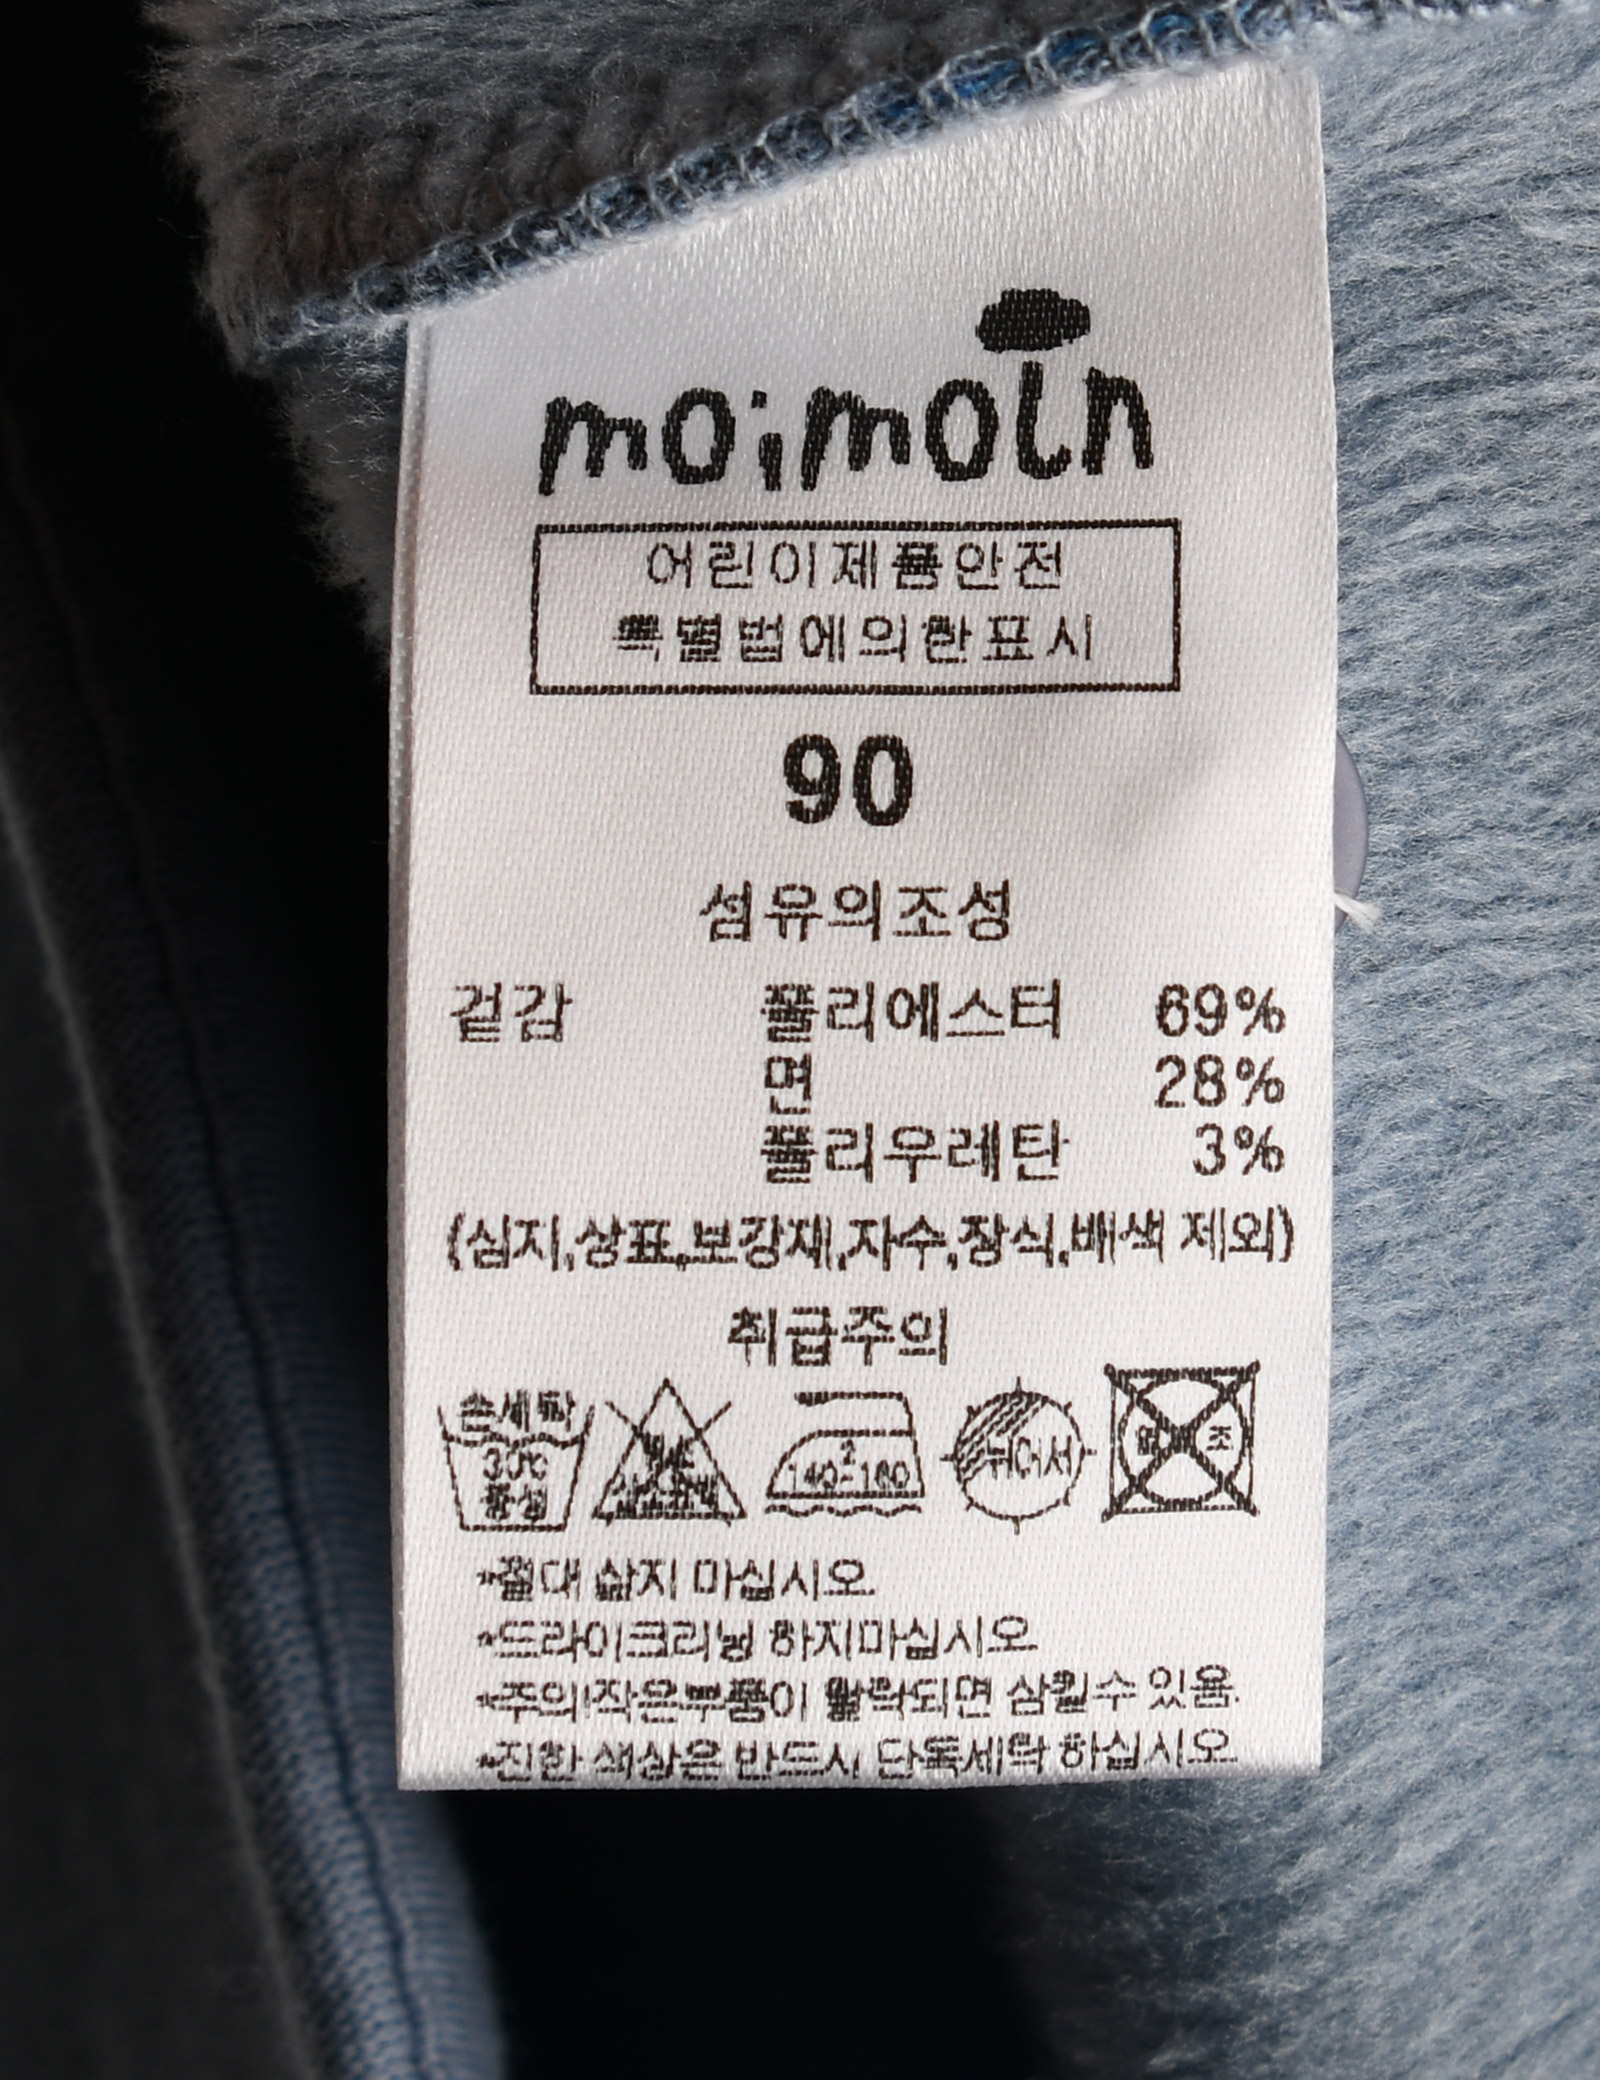 moimoln
어린이제품안전
특별법에의한표시
90
섬유의조성
겉감 폴리에스터 69%
면 28%
폴리우레탄 3%
(심지,상표,보강재,자수,장식,배색 제외)
취급주의
손세탁 30℃ 중성
2 140-160
뉘어서
*절대 삶지 마십시오
*드라이크리닝 하지마십시오
*주의!작은부품이 탈락되면 삼킬수 있음
*진한 색상은 반드시 단독세탁 하십시오